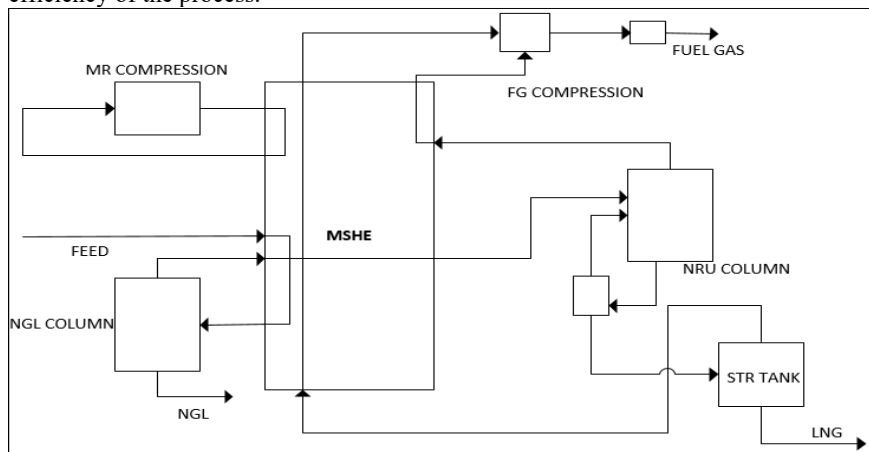 efficiency of the process.
MR COMPRESSION
FUEL GAS
FG COMPRESSION
MSHE
FEED
NRU COLUMN
NGL COLUMN
STR TANK
NGL
LNG